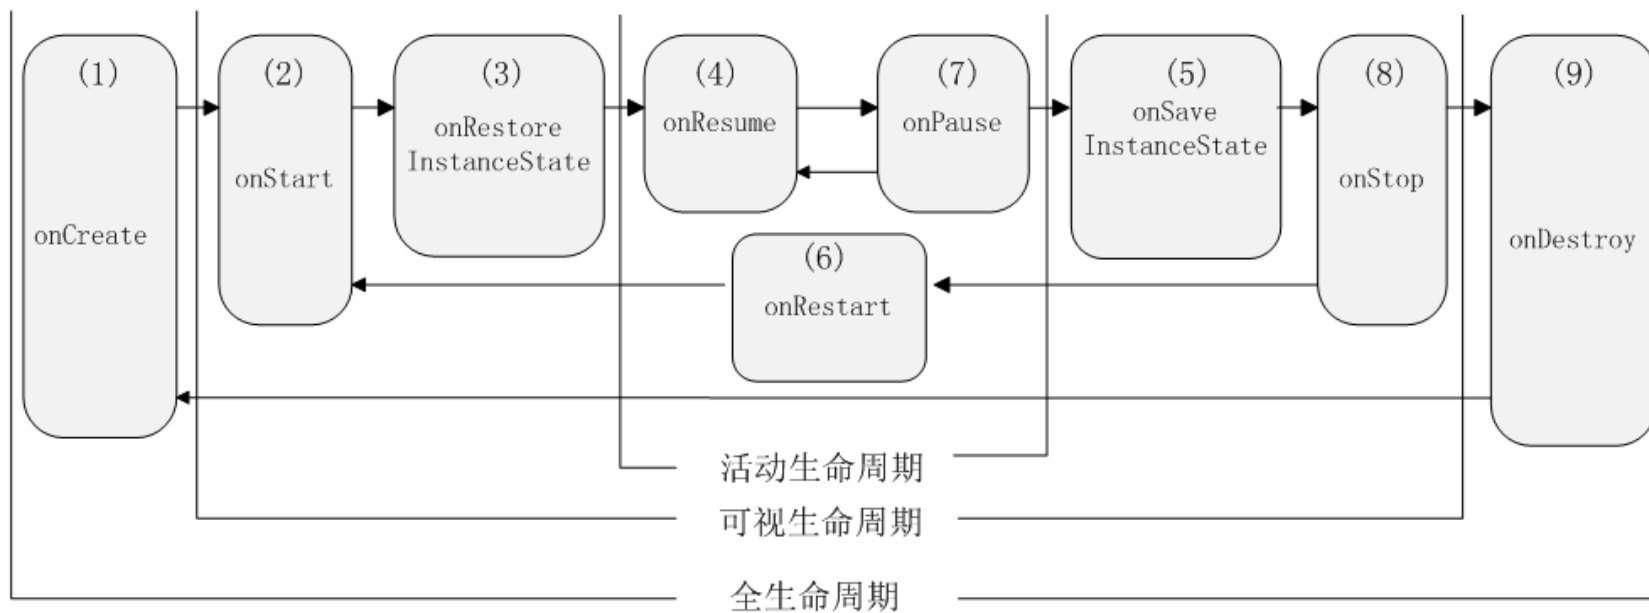 (1)
onCreate
(2)
onStart
(3)
onRestore
InstanceState
(4)
onResume
(7)
onPause
(5)
onSave
InstanceState
(8)
onStop
(9)
onDestroy
(6)
onRestart
活动生命周期
可视生命周期
全生命周期